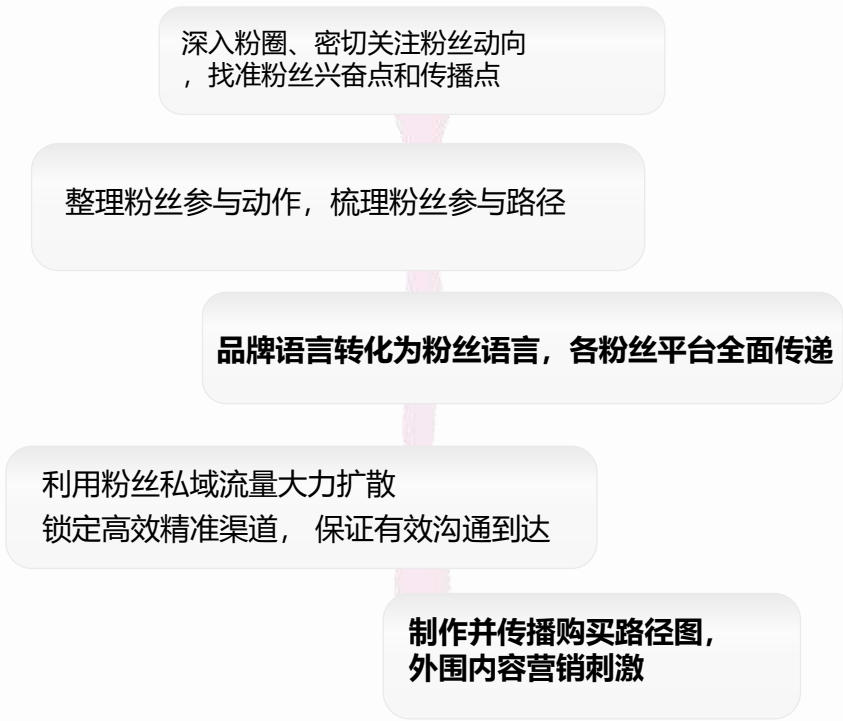 深入粉圈、密切关注粉丝动向
，找准粉丝兴奋点和传播点
整理粉丝参与动作，梳理粉丝参与路径
品牌语言转化为粉丝语言，各粉丝平台全面传递
利用粉丝私域流量大力扩散
锁定高效精准渠道， 保证有效沟通到达
制作并传播购买路径图，
外围内容营销刺激